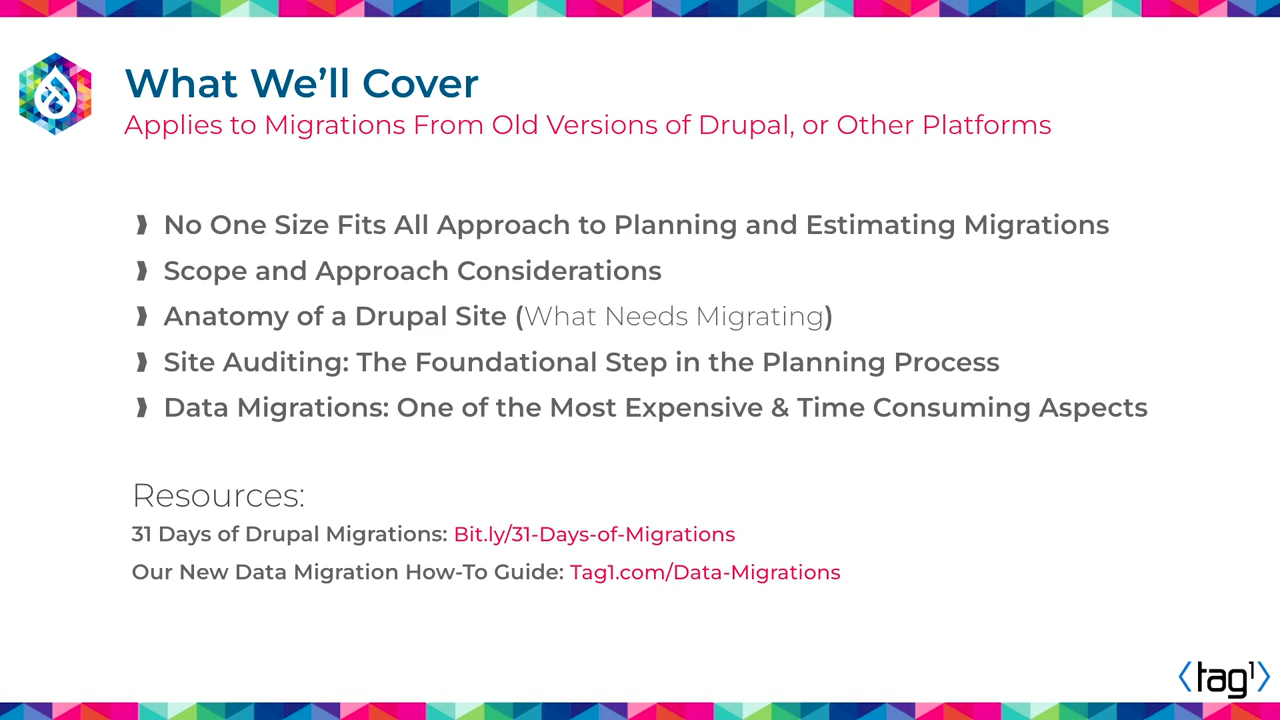 What We’ll Cover
Applies to Migrations From Old Versions of Drupal, or Other Platforms
No One Size Fits All Approach to Planning and Estimating Migrations
Scope and Approach Considerations
Anatomy of a Drupal Site (What Needs Migrating)
Site Auditing: The Foundational Step in the Planning Process
Data Migrations: One of the Most Expensive & Time Consuming Aspects
Resources:
31 Days of Drupal Migrations: Bit.ly/31-Days-of-Migrations
Our New Data Migration How-To Guide: Tag1.com/Data-Migrations
⟨tag¹⟩